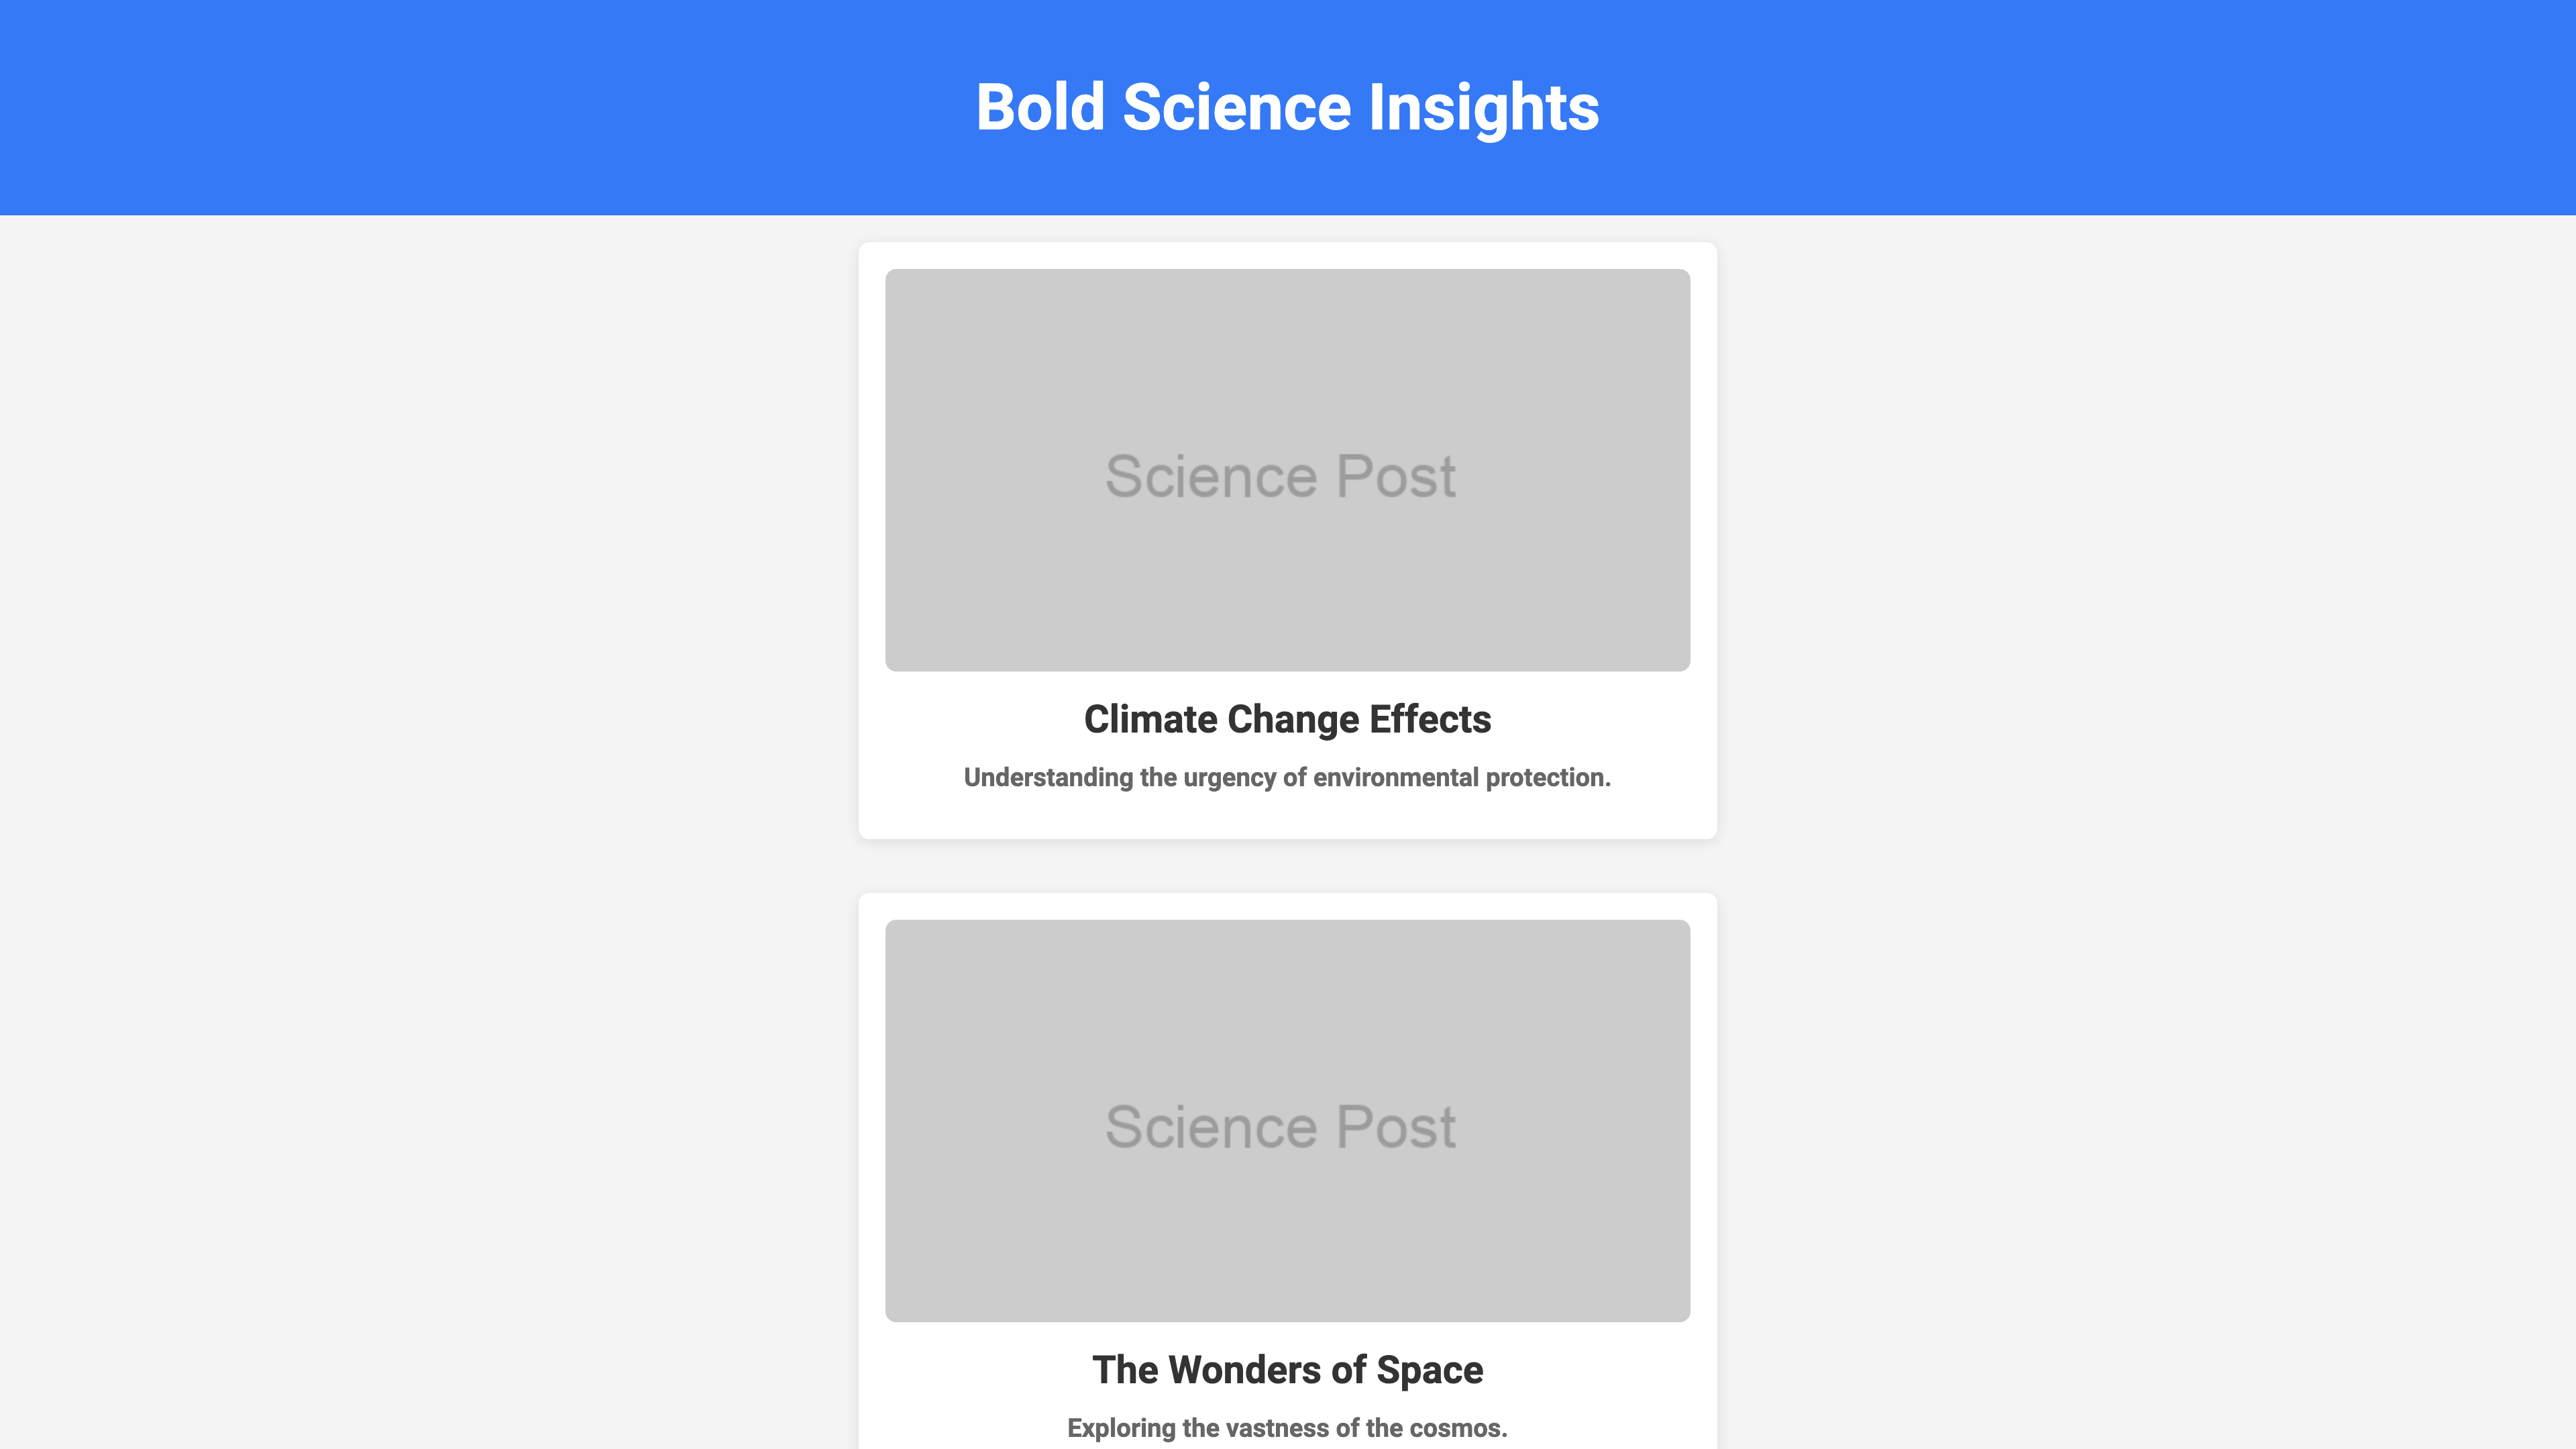 Bold Science Insights
Science Post
Climate Change Effects
Understanding the urgency of environmental protection.
Science Post
The Wonders of Space
Exploring the vastness of the cosmos.